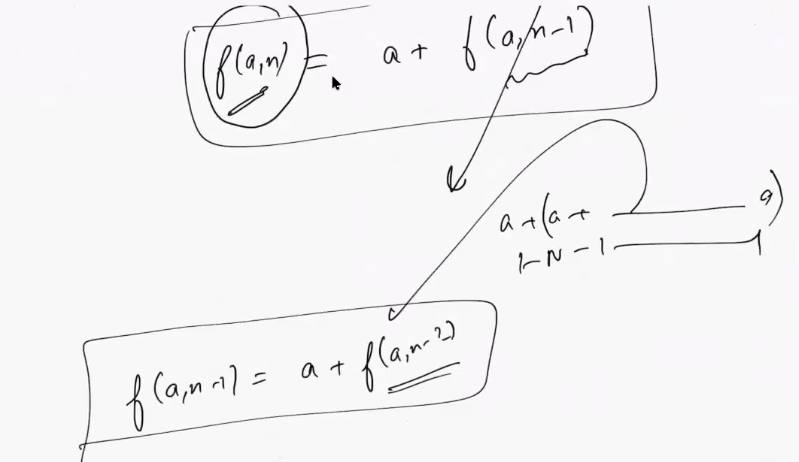 f(a,n) = a + f(a,n-1)
a + (a + a)
1 - N - 1 1
f(a,n-1) = a + f(a,n-2)